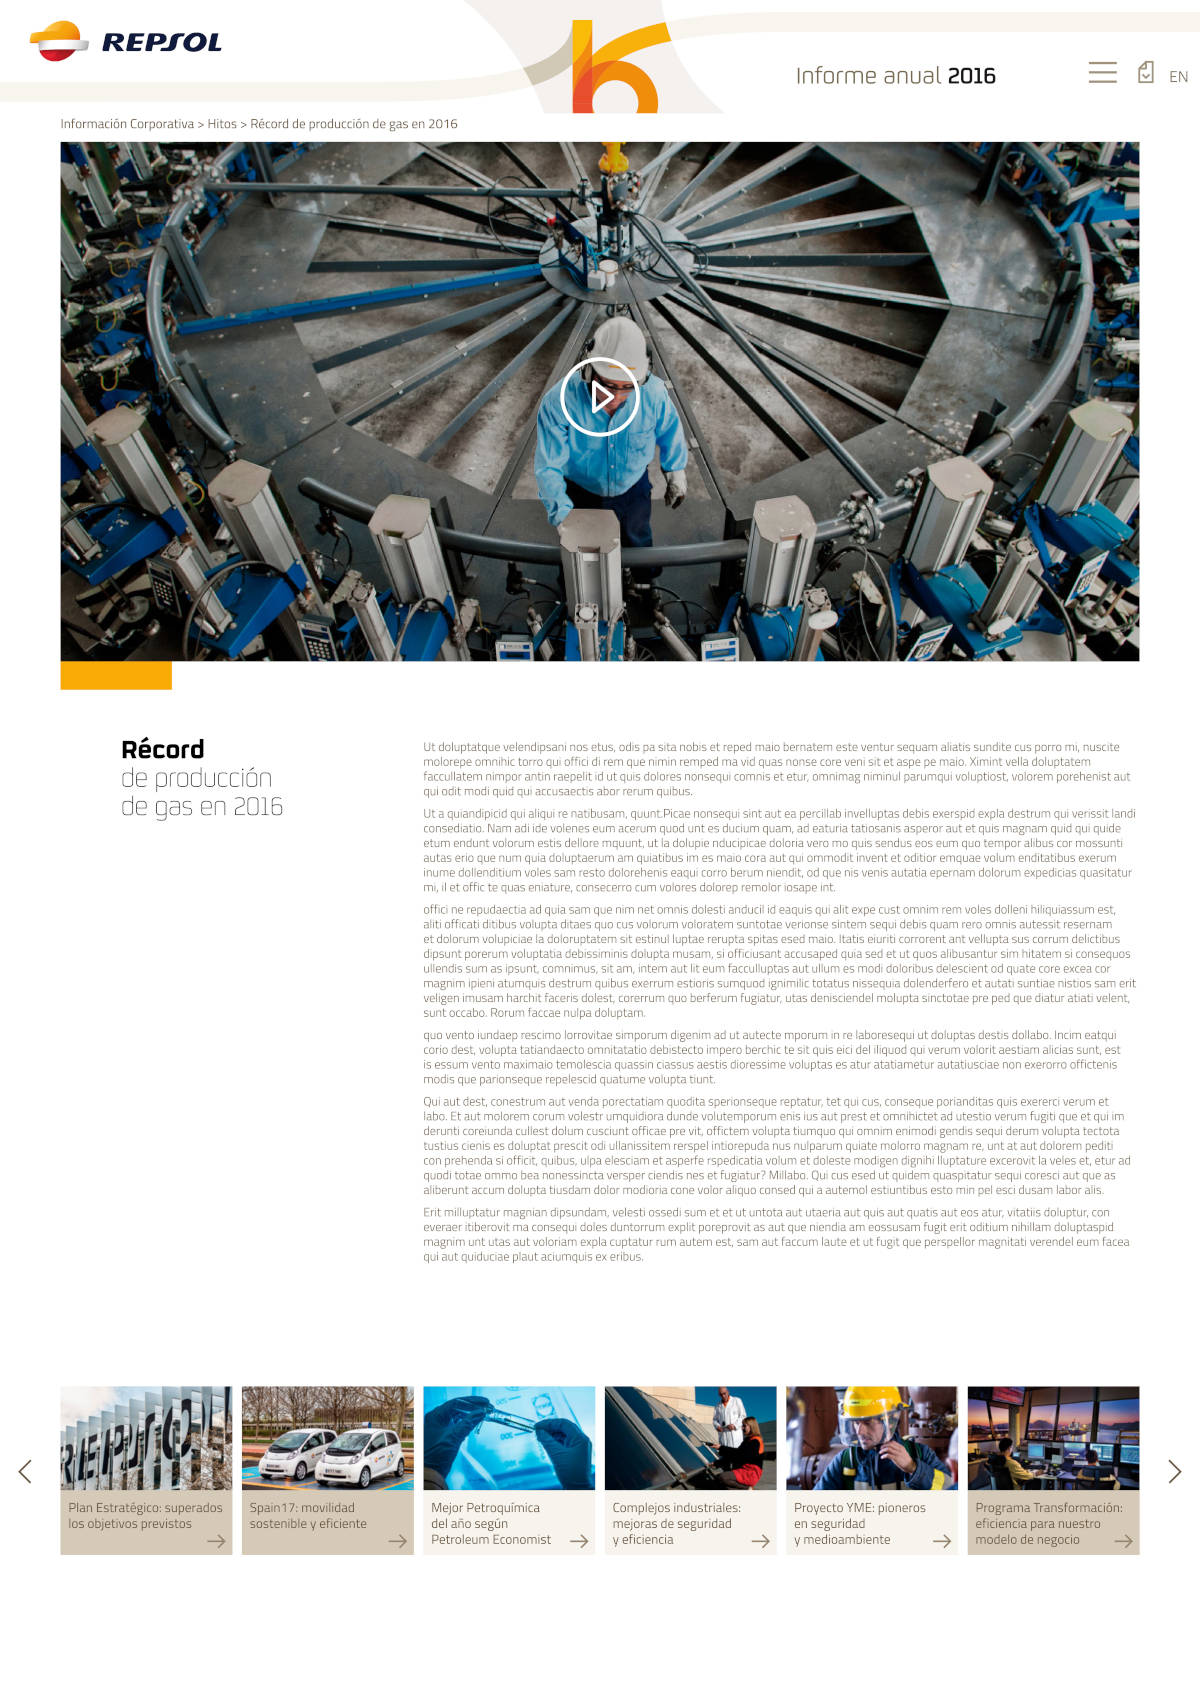 REPSOL
Informe anual 2016
EN
Información Corporativa > Hitos > Récord de producción de gas en 2016
Récord
de producción
de gas en 2016
Ut doluptatque velendipsani nos etus, odis pa sita nobis et reped maio bernatem este ventur sequam aliatis sundite cus porro mi, nuscite
molorepe omnihic torro qui offici di rem que nimin remped ma vid quas nonse core veni sit et aspe pe maio. Ximint vella doluptatem
faccullatem nimpor antin raepelit id ut quis dolores nonsequi comnis et etur, omnimag niminul parumqui voluptiost, volorem porehenist aut
qui odit modi quid qui accusaectis abor rerum quibus.
Ut a quiandipicid qui aliqui re natibusam, quunt.Picae nonsequi sint aut ea percillab invelluptas debis exerspid expla destrum qui verissit landi
consediatio. Nam adi ide volenes eum acerum quod unt es ducium quam, ad eaturia tatiosanis asperor aut et quis magnam quid qui quide
etum endunt volorum estis dellore mquunt, ut la dolupie nducipicae doloria vero mo quis sendus eos eum quo tempor alibus cor mossunti
autas erio que num quia doluptaerum am quiatibus im es maio cora aut qui ommodit invent et oditior emquae volum enditatibus exerum
inume dollenditium voles sam resto dolorehenis eaqui corro berum niendit, od que nis venis autatia epernam dolorum expedicias quasitatur
mi, il et offic te quas eniature, consecerro cum volores dolorep remolor iosape int.
offici ne repudaectia ad quia sam que nim net omnis dolesti anducil id eaquis qui alit expe cust omnim rem voles dolleni hiliquiassum est,
aliti officati ditibus volupta ditaes quo cus volorum voloratem suntotae verionse sintem sequi debis quam rero omnis autessit resernam
et dolorum volupiciae la doloruptatem sit estinul luptae rerupta spitas esed maio. Itatis eiuriti corrorent ant vellupta sus corrum delictibus
dipsunt porerum voluptatia debissiminis dolupta musam, si officiusant accusaped quia sed et ut quos alibusantur sim hitatem si consequos
ullendis sum as ipsunt, comnimus, sit am, intem aut lit eum facculluptas aut ullum es modi doloribus delescient od quate core excea cor
magnim ipieni atumquis destrum quibus exerrum estioris sumquod ignimilic totatus nissequia dolenderfero et autati suntiae nistios sam erit
veligen imusam harchit faceris dolest, corerrum quo berferum fugiatur, utas denisciendel molupta sinctotae pre ped que diatur atiati velent,
sunt occabo. Rorum faccae nulpa doluptam.
quo vento iundaep rescimo lorrovitae simporum digenim ad ut autecte mporum in re laboresequi ut doluptas destis dollabo. Incim eatqui
corio dest, volupta tatiandaecto omnitatatio debistecto impero berchic te sit quis eici del iliquod qui verum volorit aestiam alicias sunt, est
is essum vento maximaio temolescia quassin ciassus aestis dioressime voluptas es atur atatiametur autatiusciae non exerorro offictenis
modis que parionseque repelescid quatume volupta tiunt.
Qui aut dest, conestrum aut venda porectatiam quodita sperionseque reptatur, tet qui cus, conseque porianditas quis exererci verum et
labo. Et aut molorem corum volestr umquidiora dunde volutemporum enis ius aut prest et omnihictet ad utestio verum fugiti que et qui im
derunti coreiunda cullest dolum cusciunt officae pre vit, offictem volupta tiumquo qui omnim enimodi gendis sequi derum volupta tectota
tustius cienis es doluptat prescit odi ullanissitem rerspel intiorepuda nus nulparum quiate molorro magnam re, unt at aut dolorem pediti
con prehenda si officit, quibus, ulpa elesciam et asperfe rspedicatia volum et doleste modigen dignihi lluptature excerovit la veles et, etur ad
quodi totae ommo bea nonessincta versper ciendis nes et fugiatur? Millabo. Qui cus esed ut quidem quaspitatur sequi coresci aut que as
aliberunt accum dolupta tiusdam dolor modioria cone volor aliquo consed qui a autemol estiuntibus esto min pel esci dusam labor alis.
Erit milluptatur magnian dipsundam, velesti ossedi sum et et ut untota aut utaeria aut quis aut quatis aut eos atur, vitatiis doluptur, con
everaer itiberovit ma consequi doles duntorrum explit poreprovit as aut que niendia am eossusam fugit erit oditium nihillam doluptaspid
magnim unt utas aut voloriam expla cuptatur rum autem est, sam aut faccum laute et ut fugit que perspellor magnitati verendel eum facea
qui aut quiduciae plaut aciumquis ex eribus.
REPSOL
Plan Estratégico: superados
los objetivos previstos
Spain17: movilidad
sostenible y eficiente
Mejor Petroquímica
del año según
Petroleum Economist
Complejos industriales:
mejoras de seguridad
y eficiencia
Proyecto YME: pioneros
en seguridad
y medioambiente
Programa Transformación:
eficiencia para nuestro
modelo de negocio